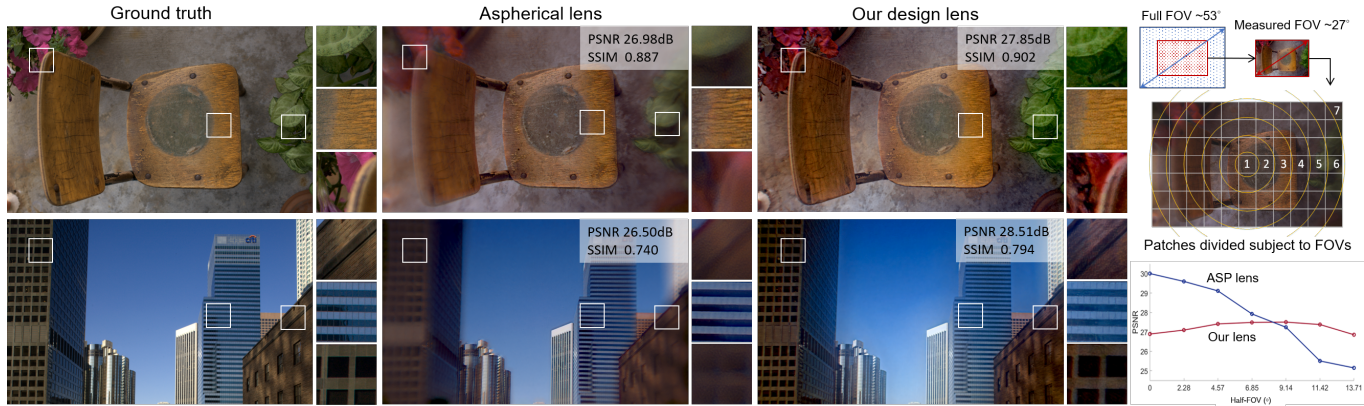 Ground truth
Aspherical lens
Our design lens
Full FOV ~53°
Measured FOV ~27°
PSNR 26.98dB
SSIM 0.887
PSNR 27.85dB
SSIM 0.902
7
1 2 3 4 5 6
Patches divided subject to FOVs
citi
PSNR 26.50dB
SSIM 0.740
PSNR 28.51dB
SSIM 0.794
ASP lens
Our lens
PSNR
30
29
28
27
26
25
0 2.28 4.57 6.85 9.14 11.42 13.71
Half-FOV (°)